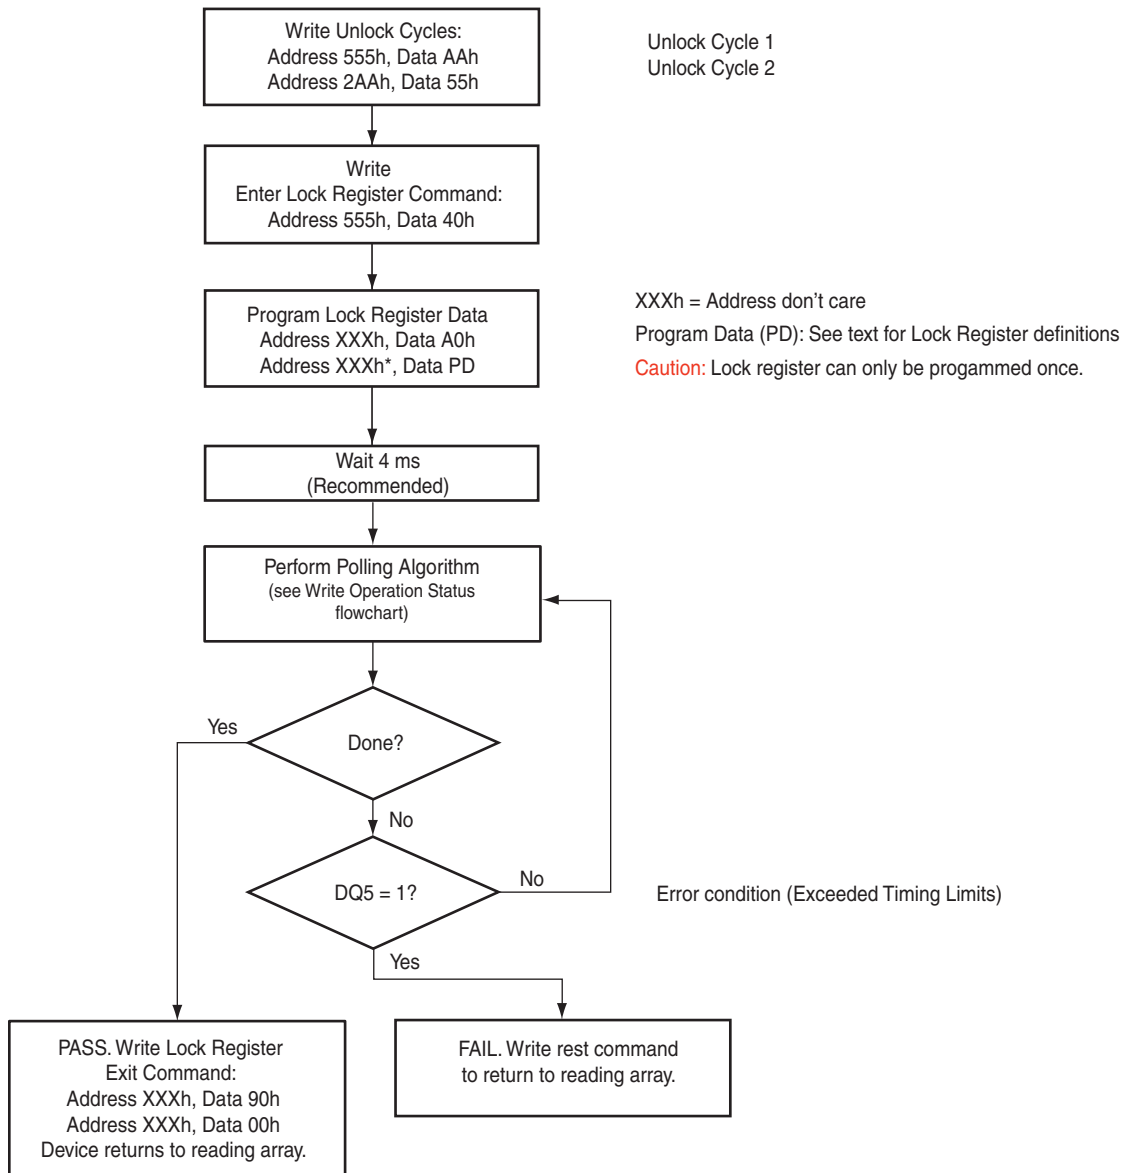 Write Unlock Cycles:
Address 555h, Data AAh
Address 2AAh, Data 55h
Unlock Cycle 1
Unlock Cycle 2
Write
Enter Lock Register Command:
Address 555h, Data 40h
Program Lock Register Data
Address XXXh, Data A0h
Address XXXh*, Data PD
XXXh = Address don't care
Program Data (PD): See text for Lock Register definitions
Caution: Lock register can only be progammed once.
Wait 4 ms
(Recommended)
Perform Polling Algorithm
(see Write Operation Status
flowchart)
Yes
Done?
No
DQ5 = 1?
No
Error condition (Exceeded Timing Limits)
Yes
PASS. Write Lock Register
Exit Command:
Address XXXh, Data 90h
Address XXXh, Data 00h
Device returns to reading array.
FAIL. Write rest command
to return to reading array.